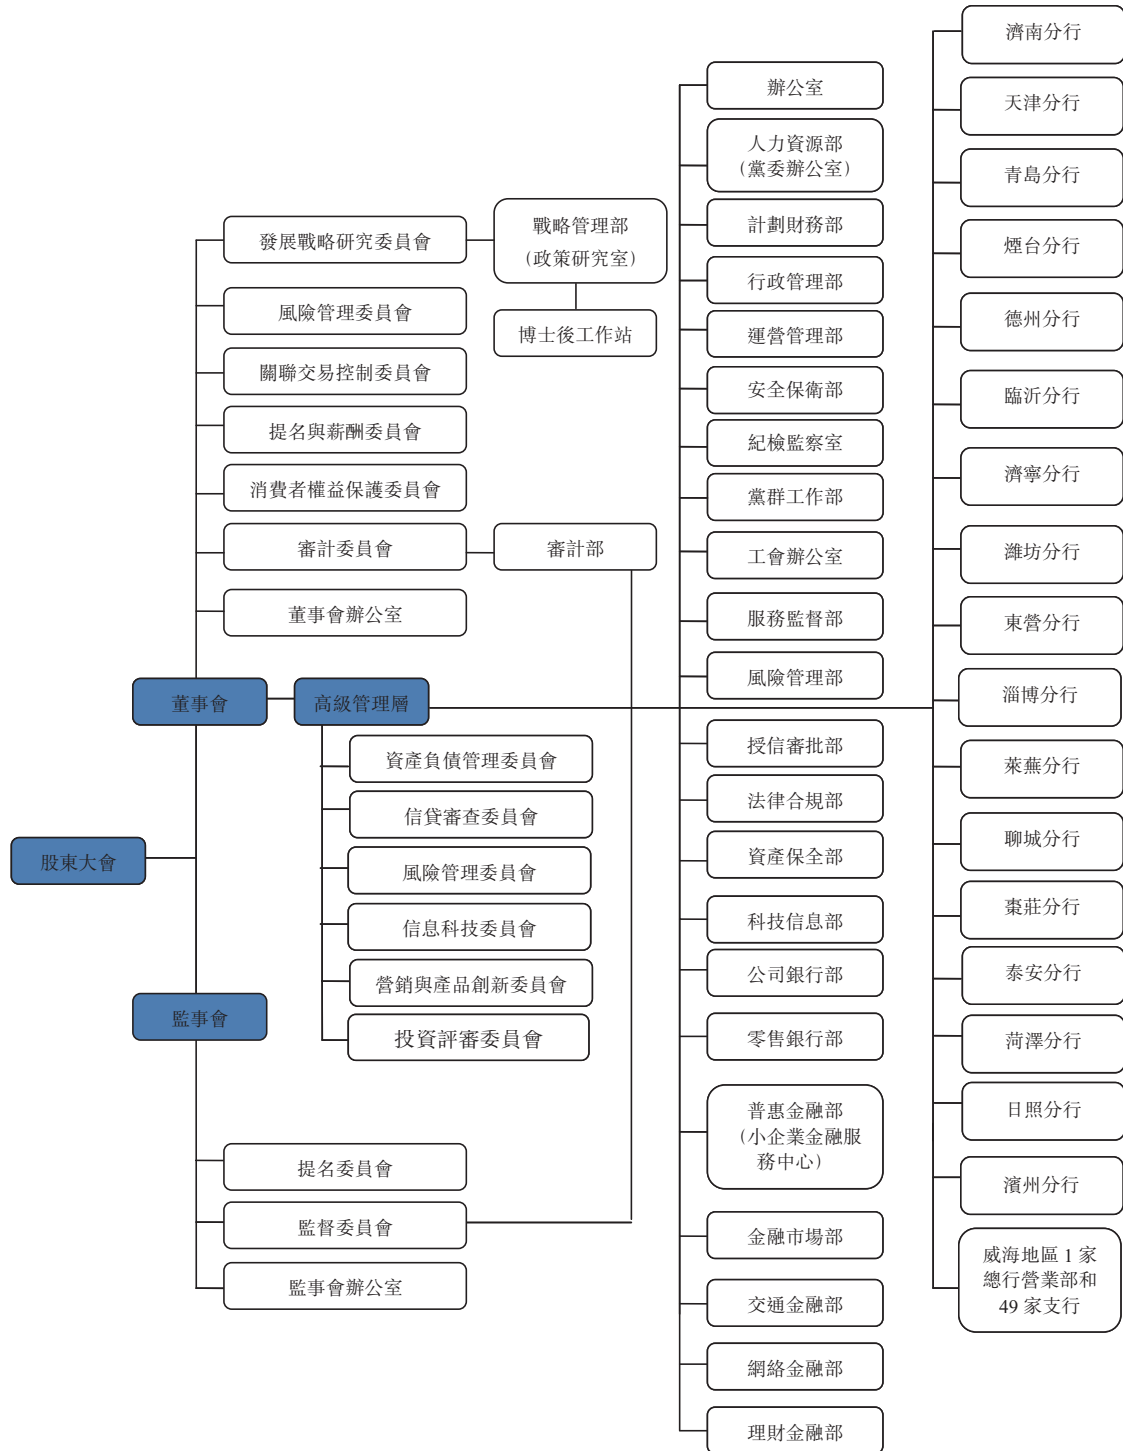 股東大會
董事會
監事會
發展戰略研究委員會
風險管理委員會
關聯交易控制委員會
提名與薪酬委員會
消費者權益保護委員會
審計委員會
董事會辦公室
高級管理層
資產負債管理委員會
信貸審查委員會
風險管理委員會
信息科技委員會
營銷與產品創新委員會
投資評審委員會
提名委員會
監督委員會
監事會辦公室
戰略管理部
（政策研究室）
博士後工作站
審計部
辦公室
人力資源部
（黨委辦公室）
計劃財務部
行政管理部
運營管理部
安全保衛部
紀檢監察室
黨群工作部
工會辦公室
服務監督部
風險管理部
授信審批部
法律合規部
資產保全部
科技信息部
公司銀行部
零售銀行部
普惠金融部
（小企業金融服
務中心）
金融市場部
交通金融部
網絡金融部
理財金融部
濟南分行
天津分行
青島分行
煙台分行
德州分行
臨沂分行
濟寧分行
濰坊分行
東營分行
淄博分行
萊蕪分行
聊城分行
棗莊分行
泰安分行
菏澤分行
日照分行
濱州分行
威海地區 1 家
總行營業部和
49 家支行